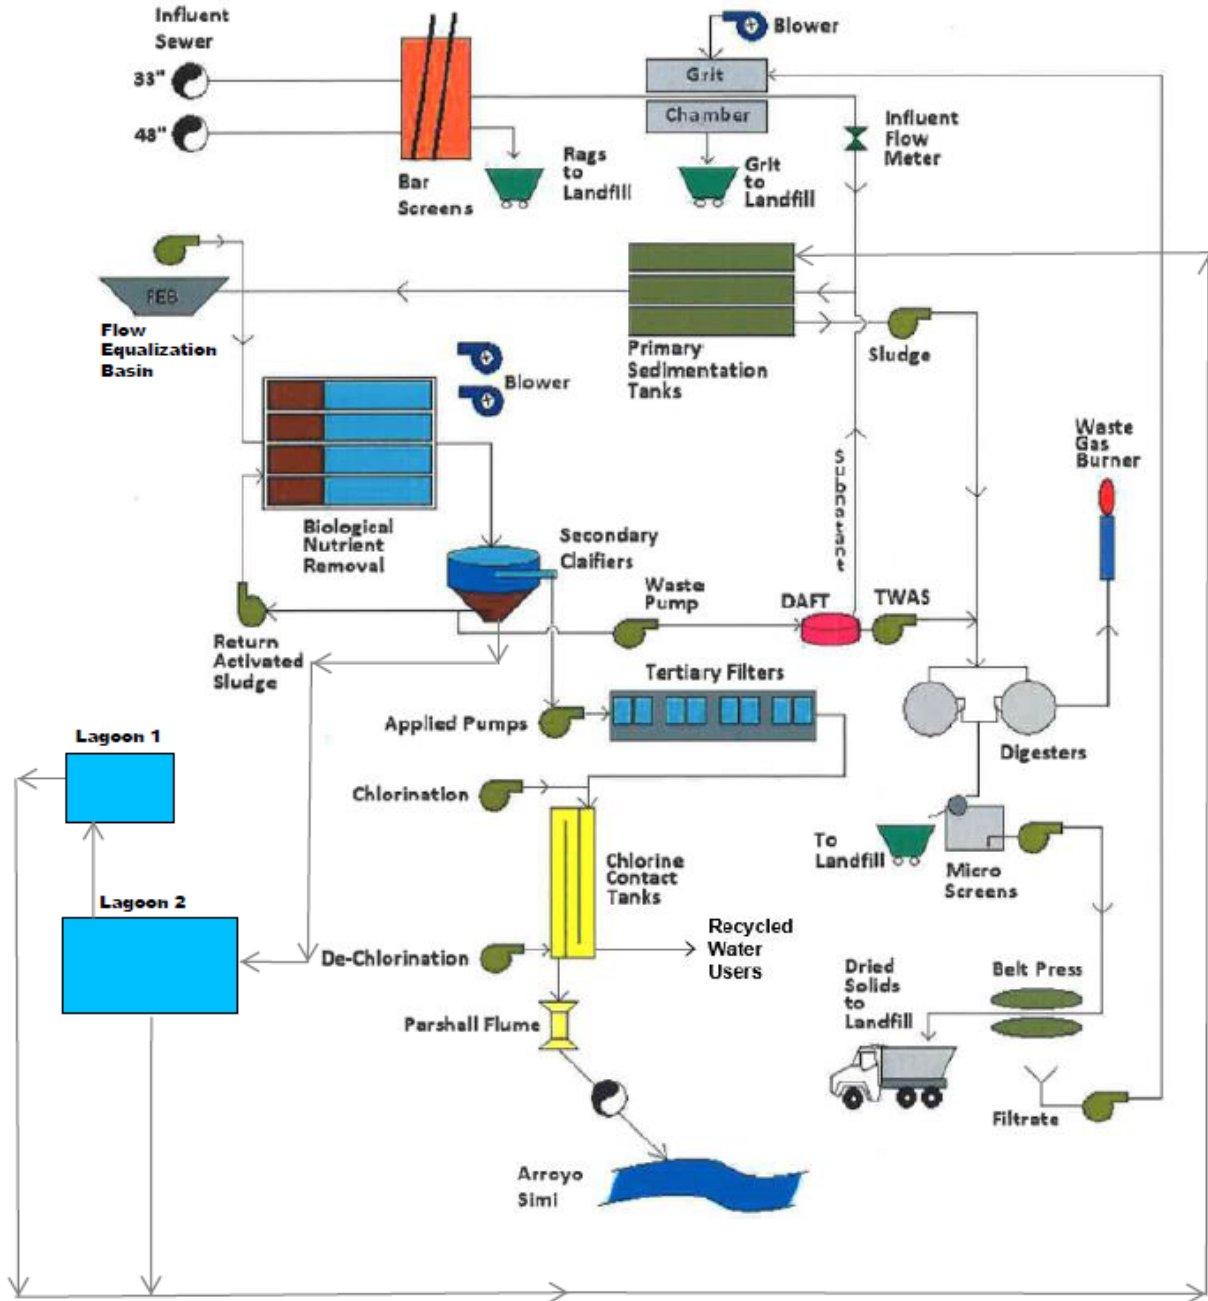 Influent
Sewer
33"
48"
Bar
Screens
Rags
to
Landfill
Blower
Grit
Chamber
Grit
to
Landfill
Influent
Flow
Meter
FEB
Flow
Equalization
Basin
Primary
Sedimentation
Tanks
Sludge
Blower
Biological
Nutrient
Removal
Subnatant
Waste
Gas
Burner
Secondary
Claifiers
Waste
Pump
DAFT
TWAS
Return
Activated
Sludge
Tertiary Filters
Applied Pumps
Digesters
Lagoon 1
Chlorination
Chlorine
Contact
Tanks
To
Landfill
Micro
Screens
Lagoon 2
Recycled
Water
Users
De-Chlorination
Dried
Solids
to
Landfill
Belt Press
Parshall Flume
Filtrate
Arroyo
Simi